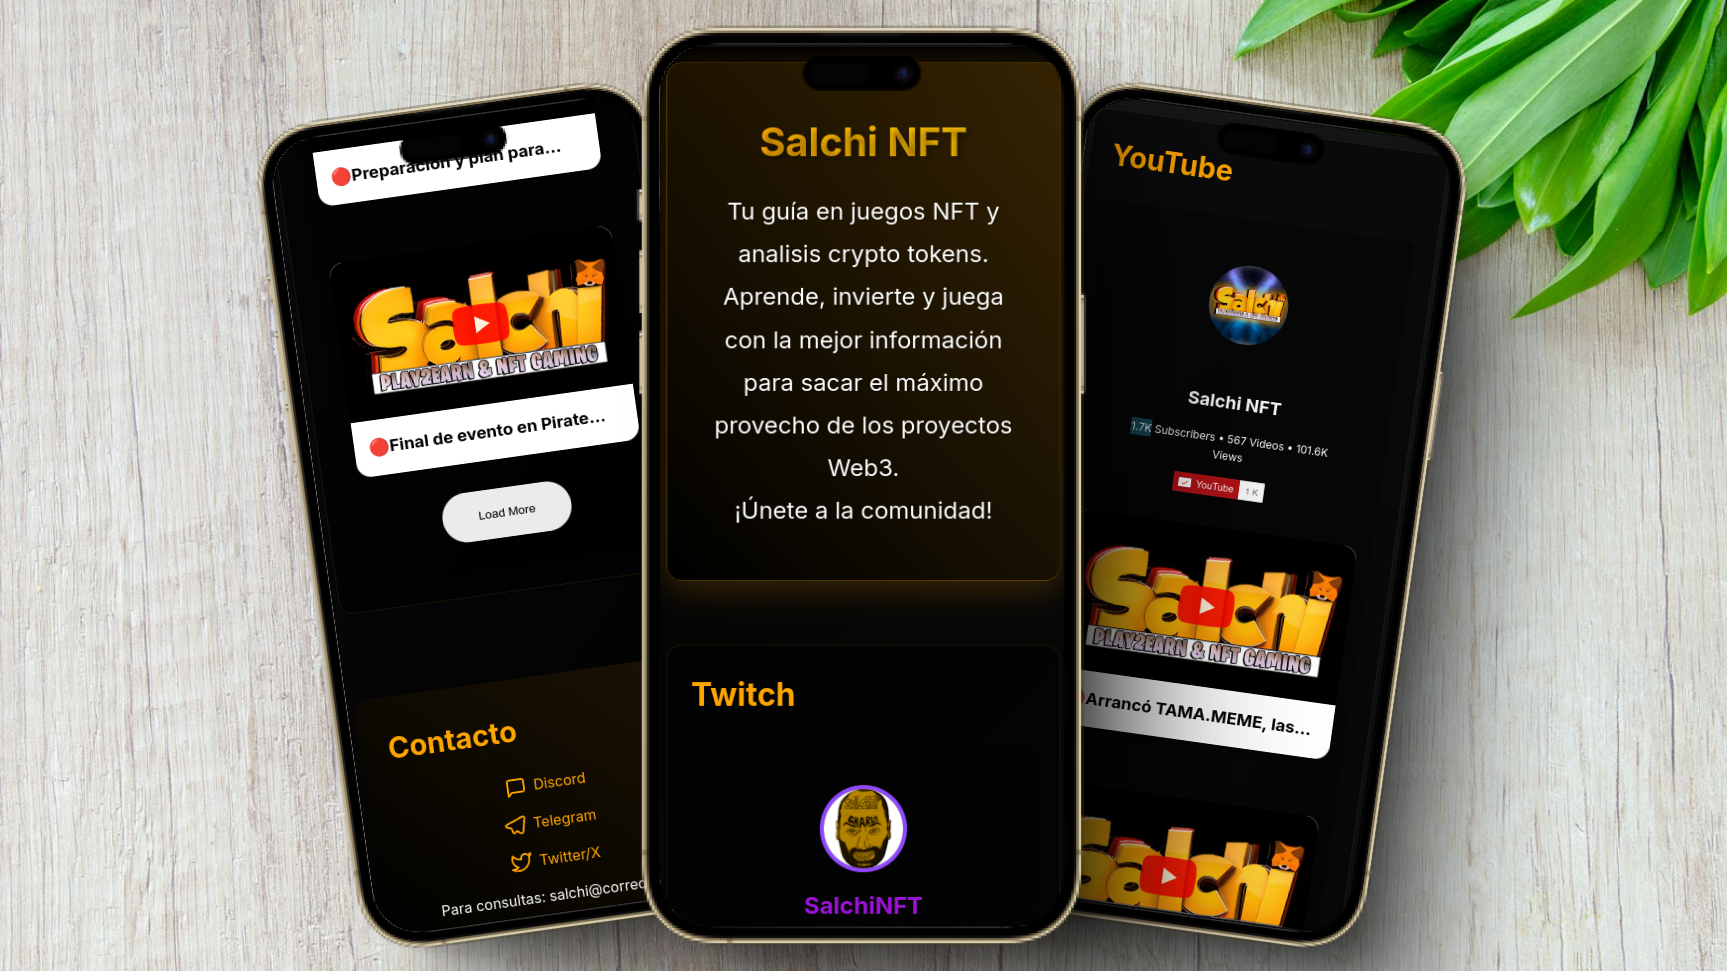 🔴Preparación y plan para...
Salchi
PLAY2EARN & NFT GAMING
🔴Final de evento en Pirate...
Load More
Contacto
Discord
Telegram
Twitter/X
Para consultas: salchi@correo
Salchi NFT
Tu guía en juegos NFT y
analisis crypto tokens.
Aprende, invierte y juega
con la mejor información
para sacar el máximo
provecho de los proyectos
Web3.
¡Únete a la comunidad!
Twitch
SalchiNFT
YouTube
Salchi
Salchi NFT
1.7K Subscribers • 567 Videos • 101.6K
Views
YouTube 1 K
Salchi
PLAY2EARN & NFT GAMING
Arrancó TAMA.MEME, las...
Salchi